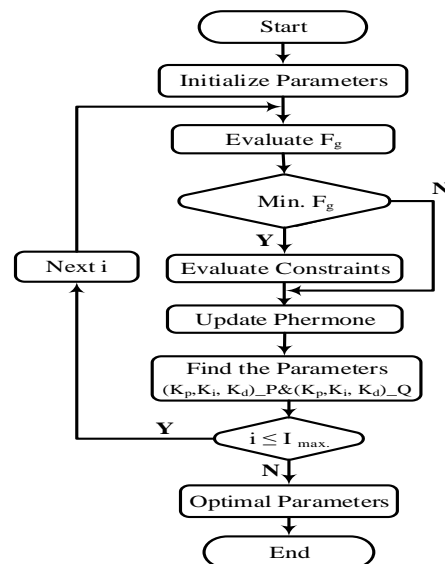 Start
Initialize Parameters
Evaluate Fg
Min. Fg
N
Y
Next i
Evaluate Constraints
Update Phermone
Find the Parameters
(Kp,Ki, Kd)_P&(Kp,Ki, Kd)_Q
Y
i ≤ I max.
N
Optimal Parameters
End